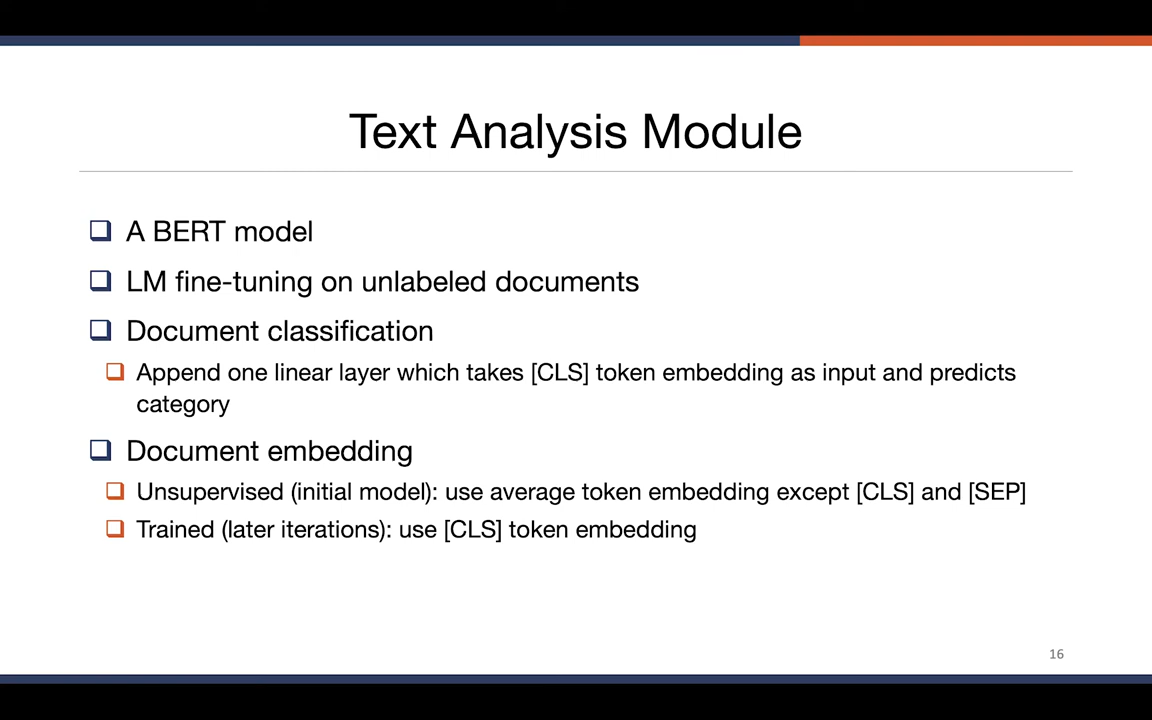 Text Analysis Module
A BERT model
LM fine-tuning on unlabeled documents
Document classification
Append one linear layer which takes [CLS] token embedding as input and predicts
category
Document embedding
Unsupervised (initial model): use average token embedding except [CLS] and [SEP]
Trained (later iterations): use [CLS] token embedding
16